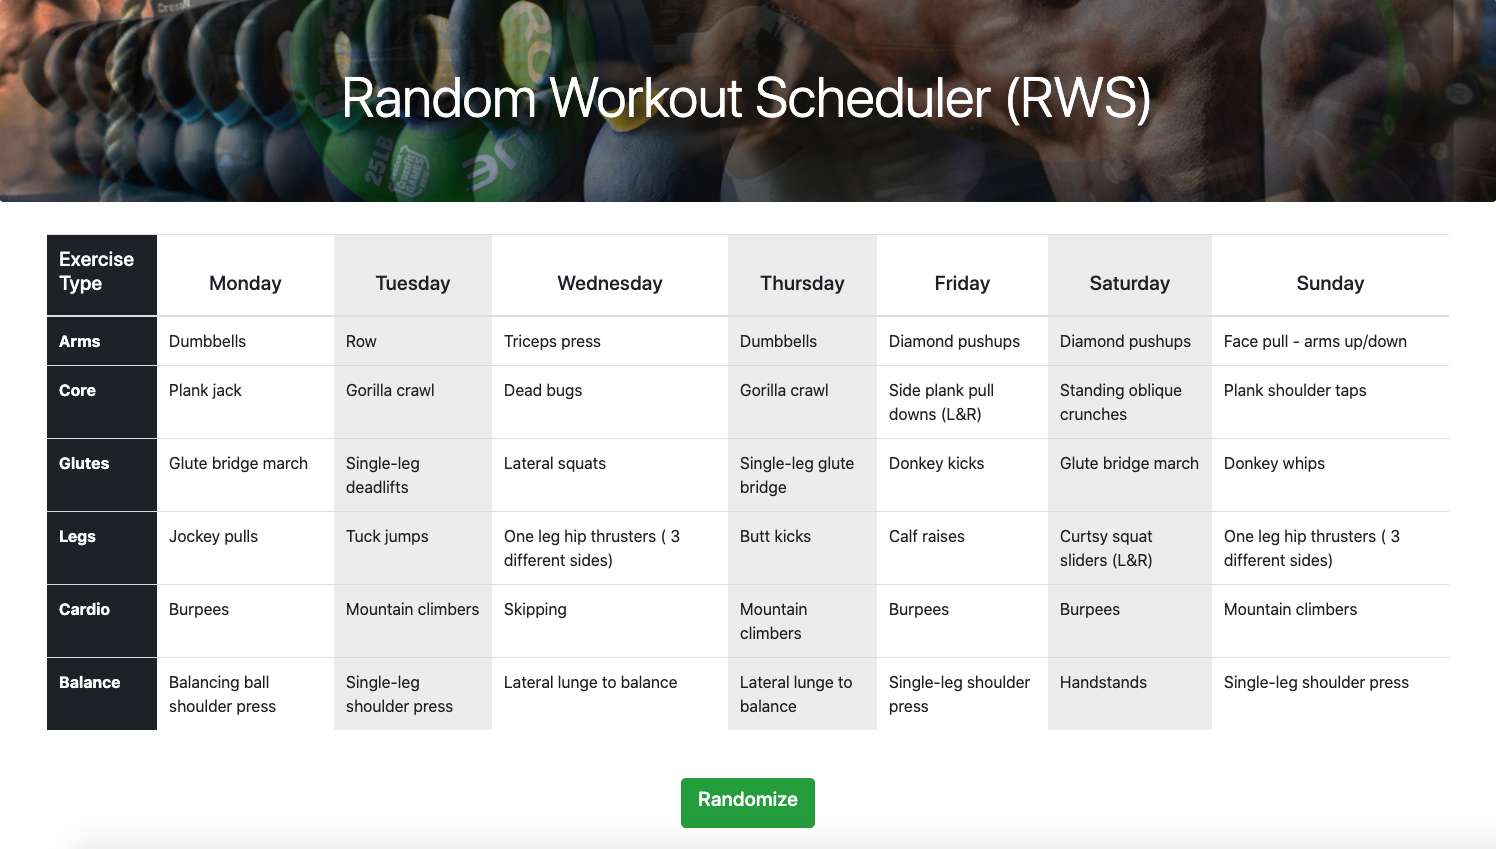 CrossFit
Random Workout Scheduler (RWS)
25LB
CrossFit
GAMES
Exercise
Type
Monday
Tuesday
Wednesday
Thursday
Friday
Saturday
Sunday
Arms
Dumbbells
Row
Triceps press
Dumbbells
Diamond pushups
Diamond pushups
Face pull - arms up/down
Core
Plank jack
Gorilla crawl
Dead bugs
Gorilla crawl
Side plank pull
downs (L&R)
Standing oblique
crunches
Plank shoulder taps
Glutes
Glute bridge march
Single-leg
deadlifts
Lateral squats
Single-leg glute
bridge
Donkey kicks
Glute bridge march
Donkey whips
Legs
Jockey pulls
Tuck jumps
One leg hip thrusters ( 3
different sides)
Butt kicks
Calf raises
Curtsy squat
sliders (L&R)
One leg hip thrusters ( 3
different sides)
Cardio
Burpees
Mountain climbers
Skipping
Mountain
climbers
Burpees
Burpees
Mountain climbers
Balance
Balancing ball
shoulder press
Single-leg
shoulder press
Lateral lunge to balance
Lateral lunge to
balance
Single-leg shoulder
press
Handstands
Single-leg shoulder press
Randomize